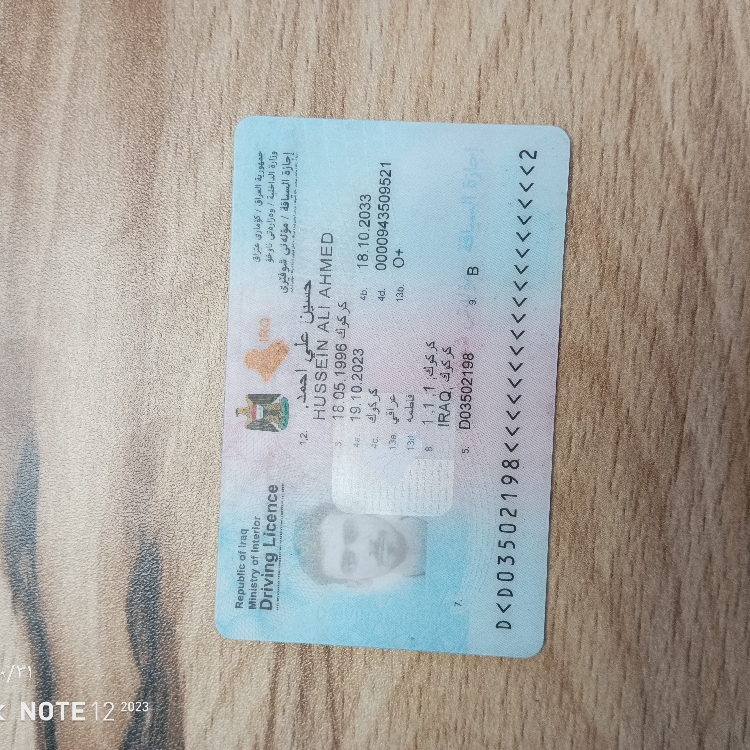 Republic of Iraq
Ministry of Interior
Driving Licence
جمهورية العراق / كۆماری عێراق
وزارة الداخلية / وەزارەتی ناوخۆ
إجازة السياقة / مۆڵەتی شوفێری
IRAQ
1.2. حسين علي احمد
HUSSEIN ALI AHMED
3. 18.05.1996 كركوك
4a. 19.10.2023
4b. 18.10.2033
4c. كركوك
4d. 0000943509521
13a. عراقي
13b. O+
13d. فاطمة
8 كركوك ,1 ,1 ,1
IRAQ, كركوك
5. D03502198
9. B
إجازة السياقة
7.
D<D03502198<<<<<<<<<<<<<<<<<<2
NOTE 12 2023